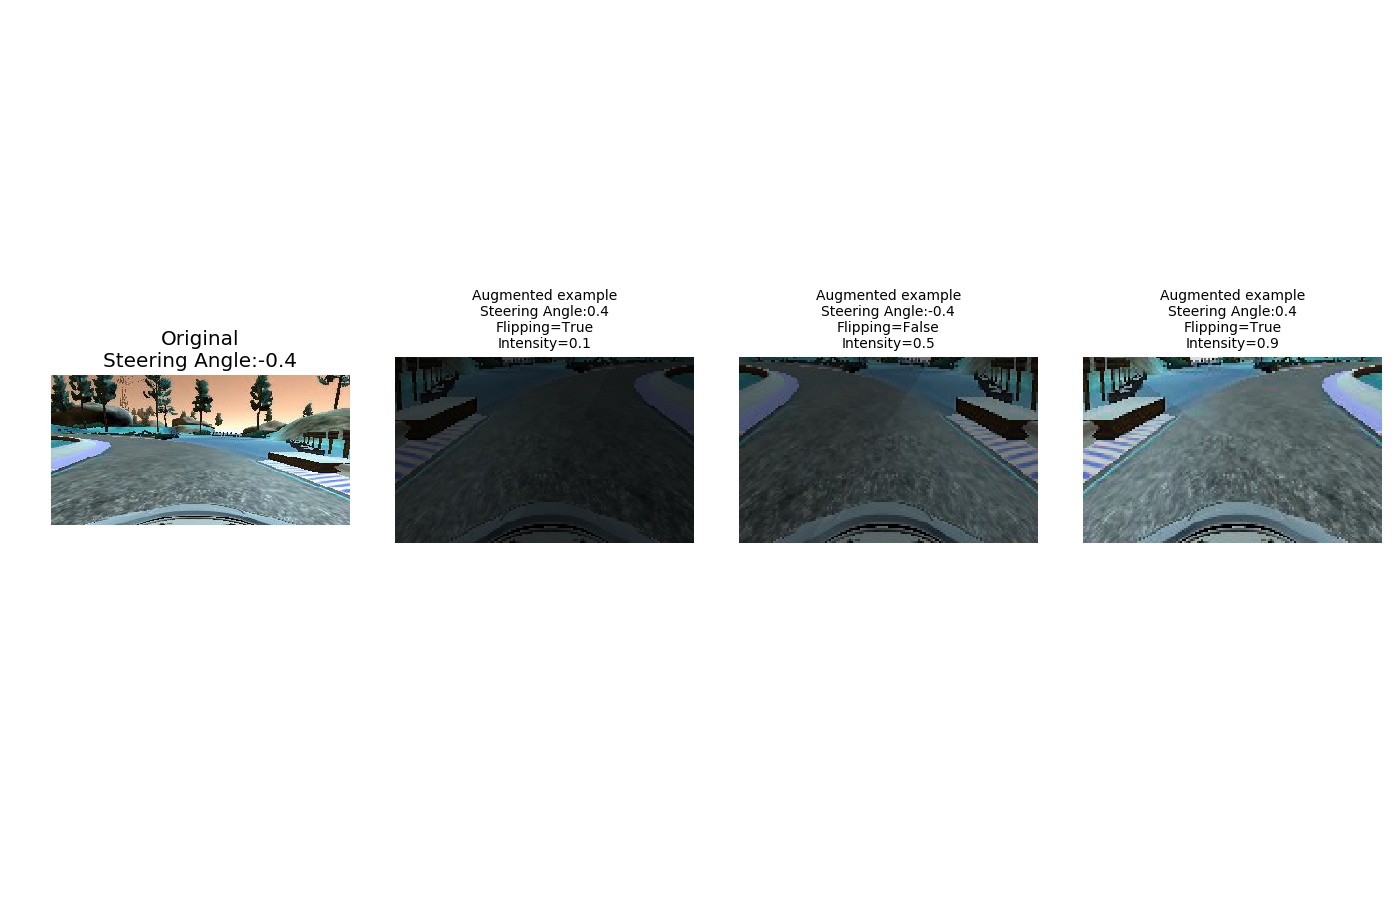 Original
Steering Angle:-0.4
Augmented example
Steering Angle:0.4
Flipping=True
Intensity=0.1
Augmented example
Steering Angle:-0.4
Flipping=False
Intensity=0.5
Augmented example
Steering Angle:0.4
Flipping=True
Intensity=0.9